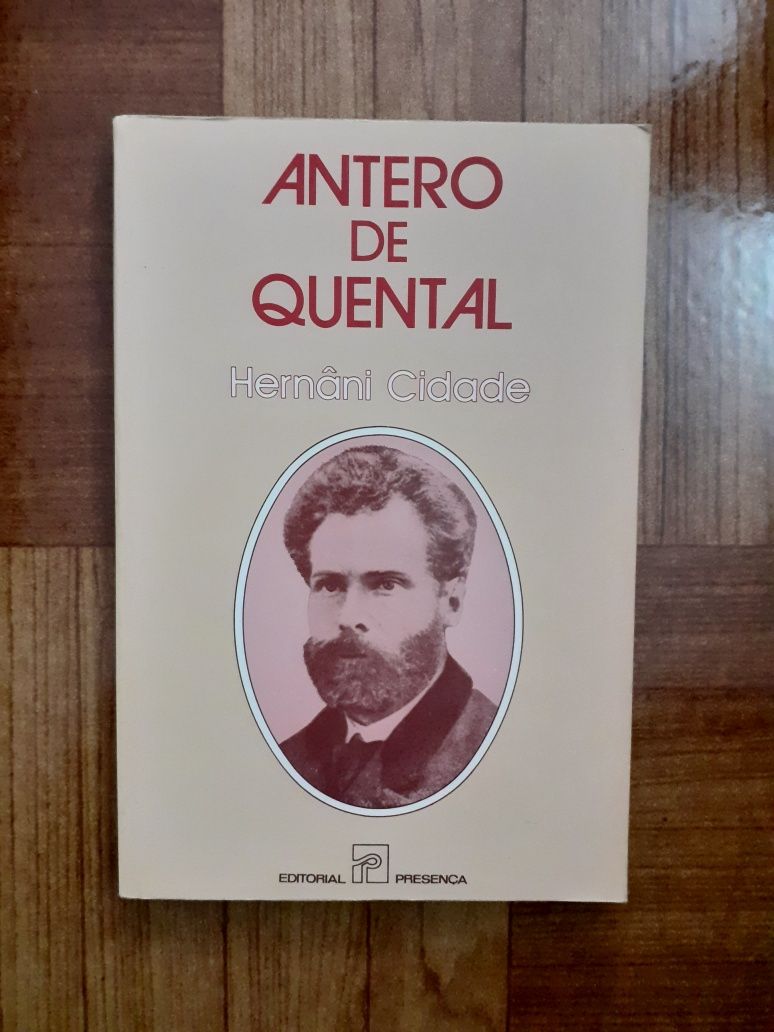 ANTERO
DE
QUENTAL
Hernâni Cidade
EDITORIAL P PRESENÇA